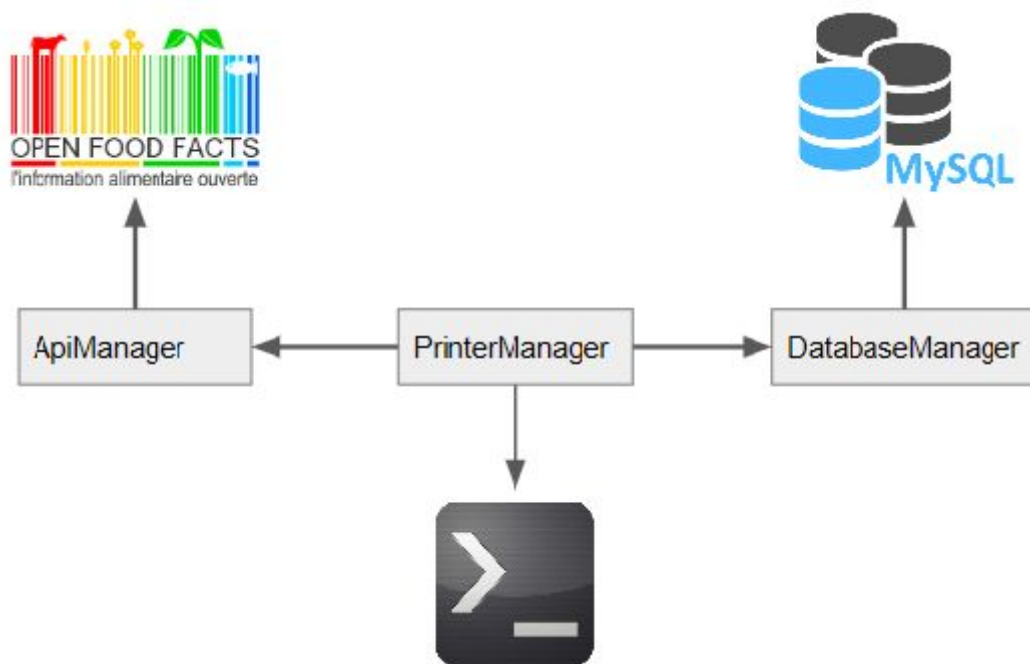 OPEN FOOD FACTS
l'information alimentaire ouverte
MySQL
ApiManager
PrinterManager
DatabaseManager
>_